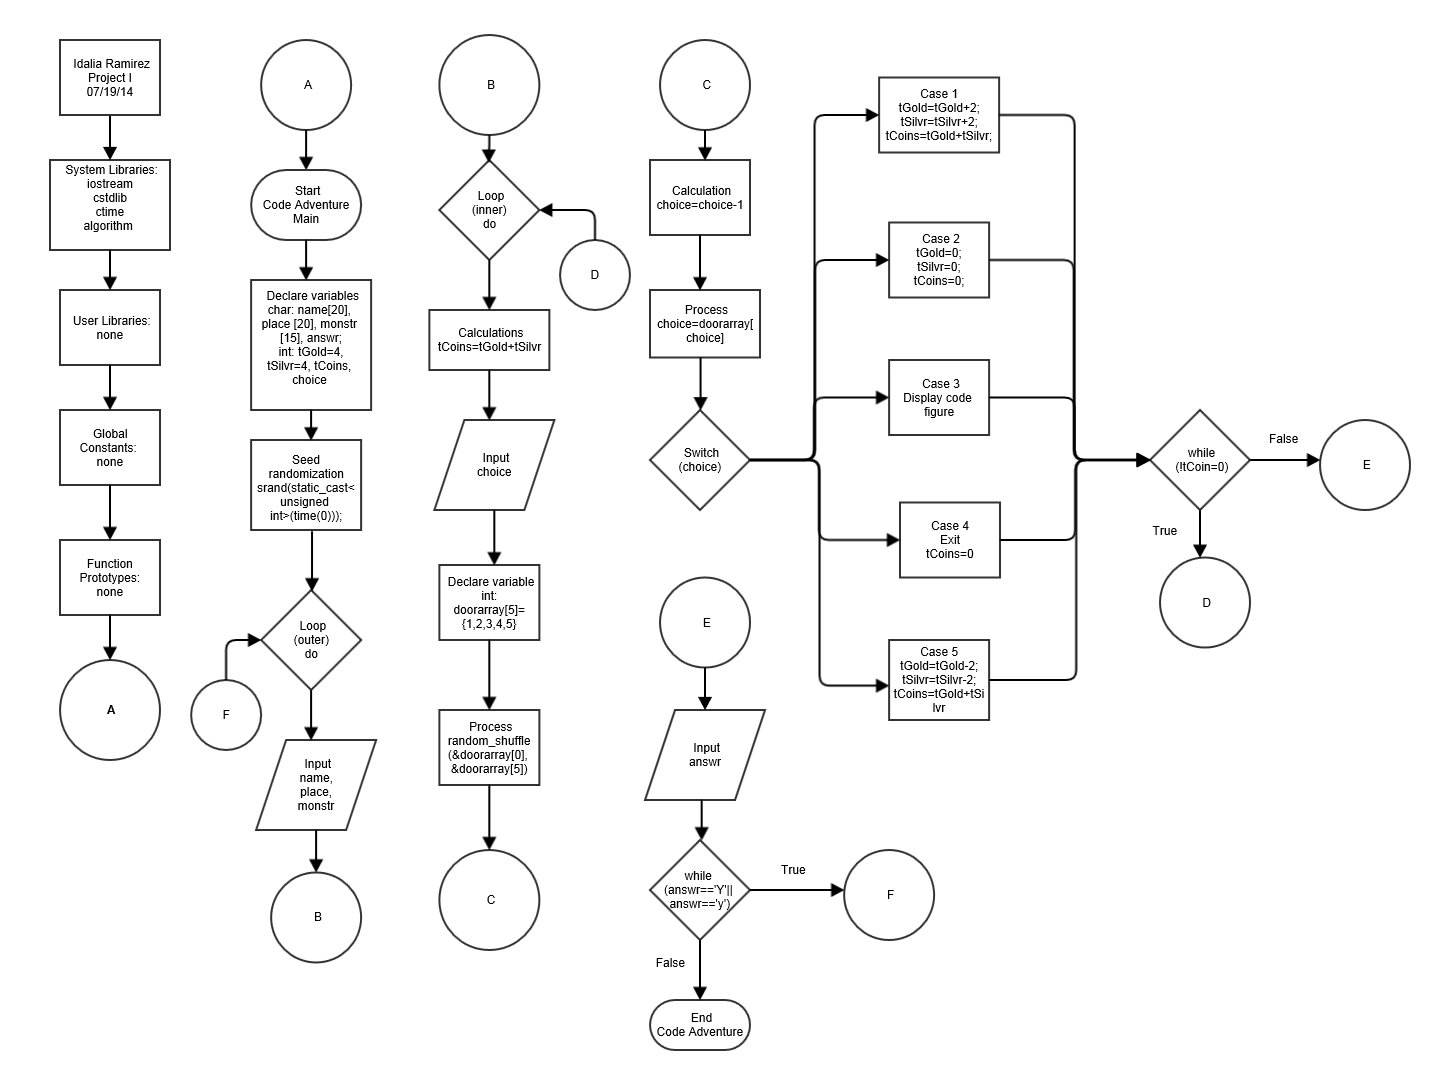 Idalia Ramirez
Project I
07/19/14
System Libraries:
iostream
cstdlib
ctime
algorithm
User Libraries:
none
Global
Constants:
none
Function
Prototypes:
none
A
A
Start
Code Adventure
Main
Declare variables
char: name[20],
place [20], monstr
[15], answr;
int: tGold=4,
tSilvr=4, tCoins,
choice
Seed
randomization
srand(static_cast<
unsigned
int>(time(0)));
Loop
(outer)
do
F
Input
name,
place,
monstr
B
B
Loop
(inner)
do
D
Calculations
tCoins=tGold+tSilvr
Input
choice
Declare variable
int:
doorarray[5]=
{1,2,3,4,5}
Process
random_shuffle
(&doorarray[0],
&doorarray[5])
C
C
Calculation
choice=choice-1
Process
choice=doorarray[
choice]
Switch
(choice)
Case 1
tGold=tGold+2;
tSilvr=tSilvr+2;
tCoins=tGold+tSilvr;
Case 2
tGold=0;
tSilvr=0;
tCoins=0;
Case 3
Display code
figure
Case 4
Exit
tCoins=0
Case 5
tGold=tGold-2;
tSilvr=tSilvr-2;
tCoins=tGold+tSi
lvr
while
(!tCoin=0)
False
E
True
D
E
Input
answr
while
(answr=='Y'||
answr=='y')
True
F
False
End
Code Adventure